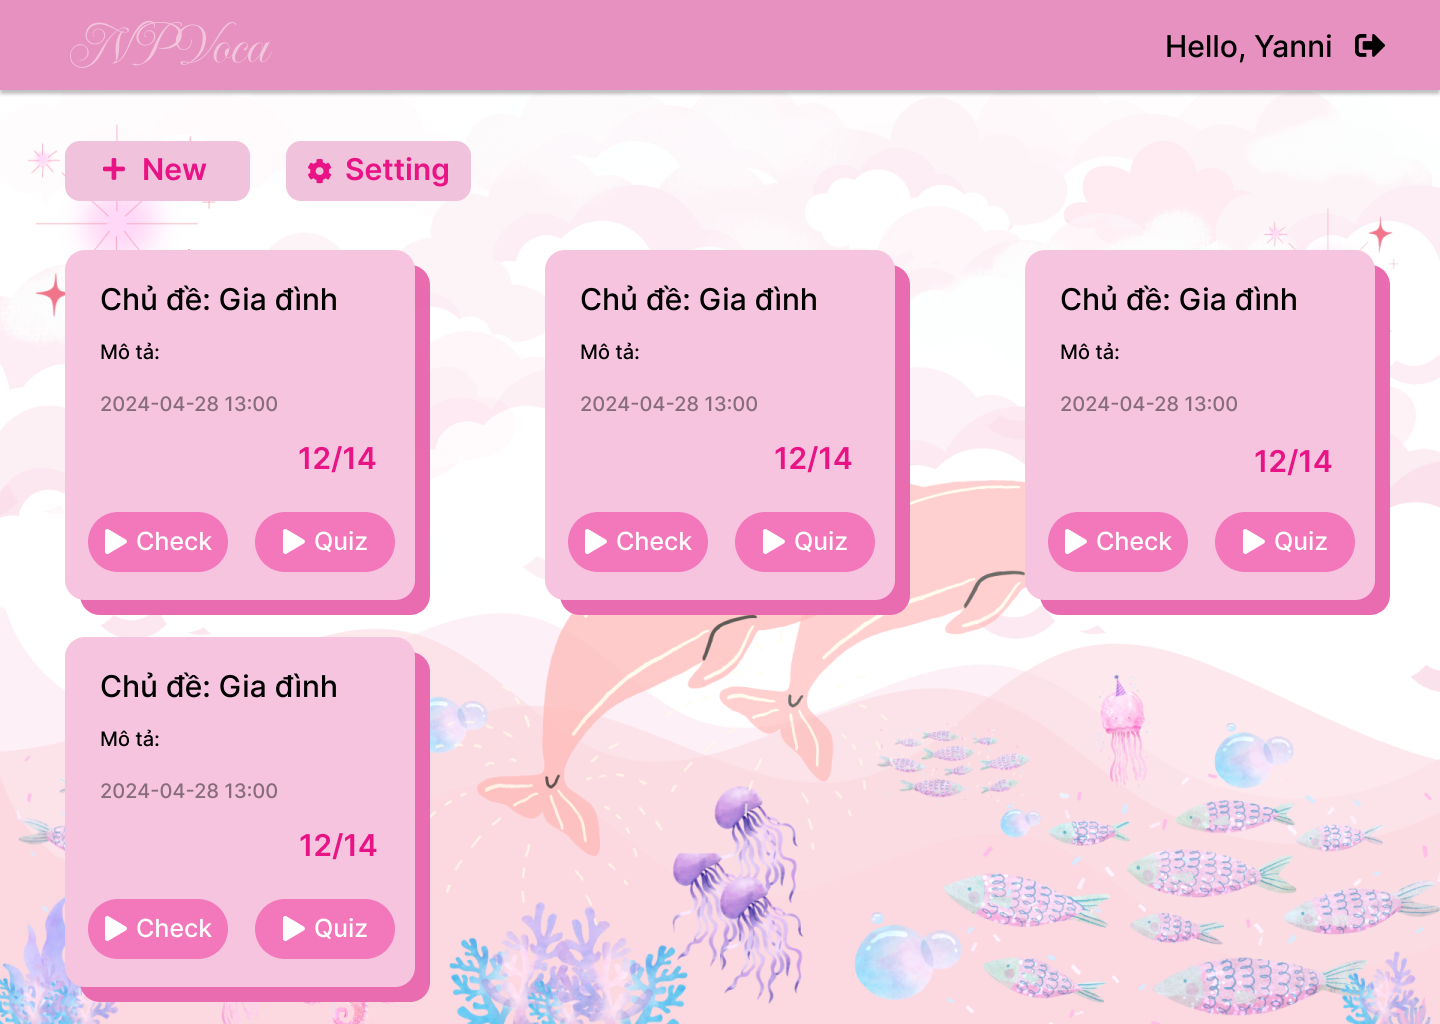 NPVoca
Hello, Yanni
New
Setting
Chủ đề: Gia đình
Mô tả:
2024-04-28 13:00
12/14
Check
Quiz
Chủ đề: Gia đình
Mô tả:
2024-04-28 13:00
12/14
Check
Quiz
Chủ đề: Gia đình
Mô tả:
2024-04-28 13:00
12/14
Check
Quiz
Chủ đề: Gia đình
Mô tả:
2024-04-28 13:00
12/14
Check
Quiz